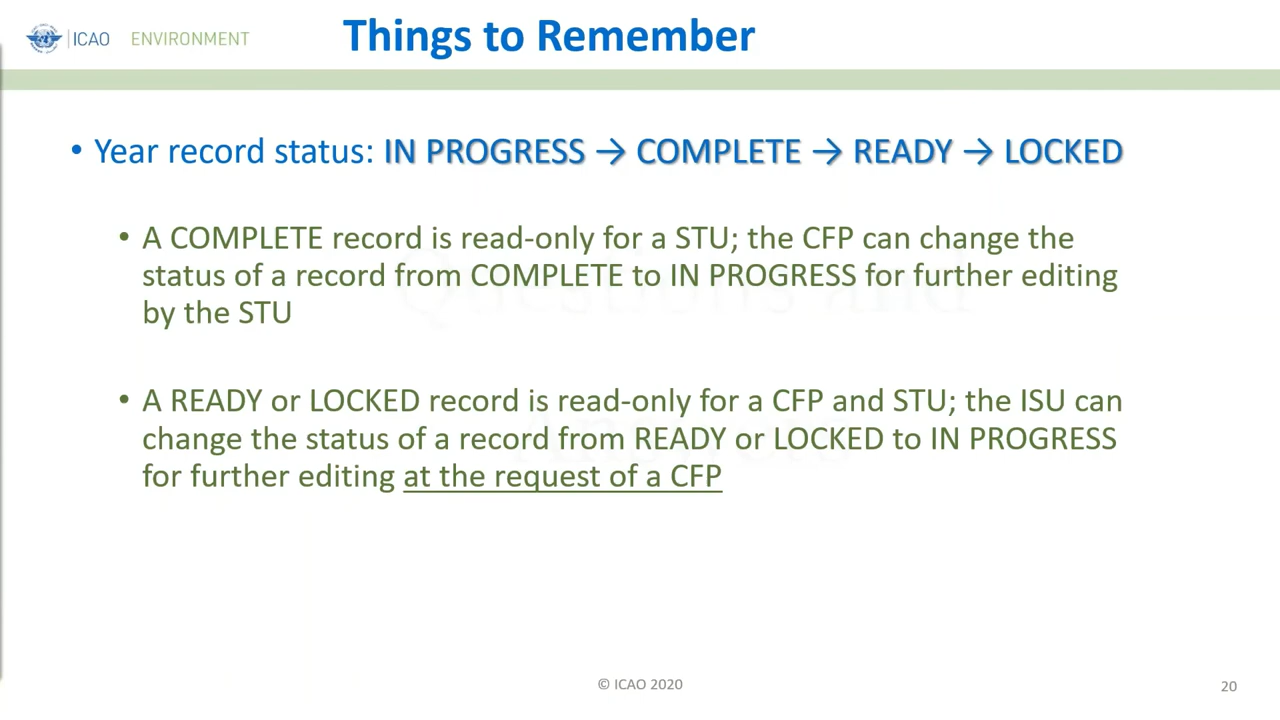 ICAO ENVIRONMENT
Things to Remember
• Year record status: IN PROGRESS → COMPLETE → READY → LOCKED
• A COMPLETE record is read-only for a STU; the CFP can change the
status of a record from COMPLETE to IN PROGRESS for further editing
by the STU
• A READY or LOCKED record is read-only for a CFP and STU; the ISU can
change the status of a record from READY or LOCKED to IN PROGRESS
for further editing at the request of a CFP
© ICAO 2020
20